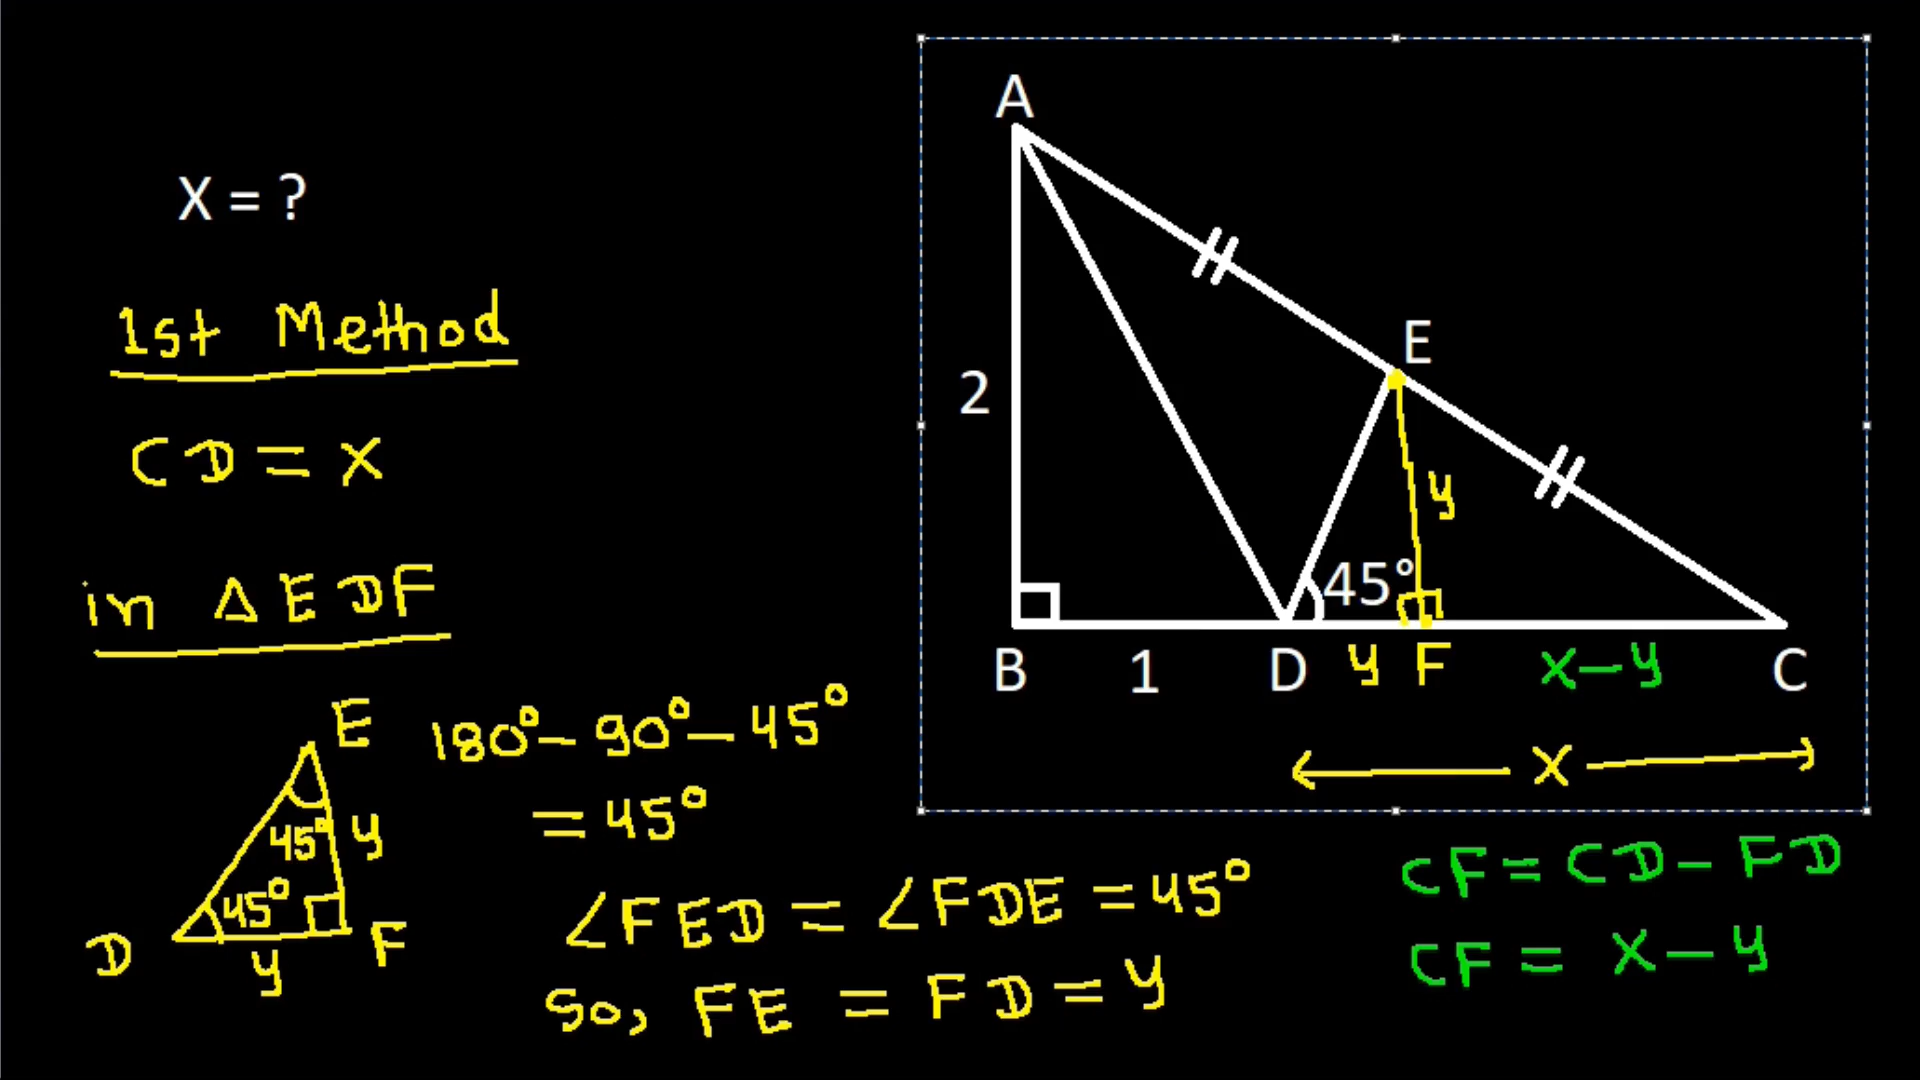 X = ?
1st Method
CD = X
in Δ EDF
E
45°
y
45°
D
y
F
180° - 90° - 45°
= 45°
∠FED = ∠FDE = 45°
So, FE = FD = y
A
E
2
y
45°
B
1
D
y
F
x - y
C
x
CF = CD - FD
CF = x - y